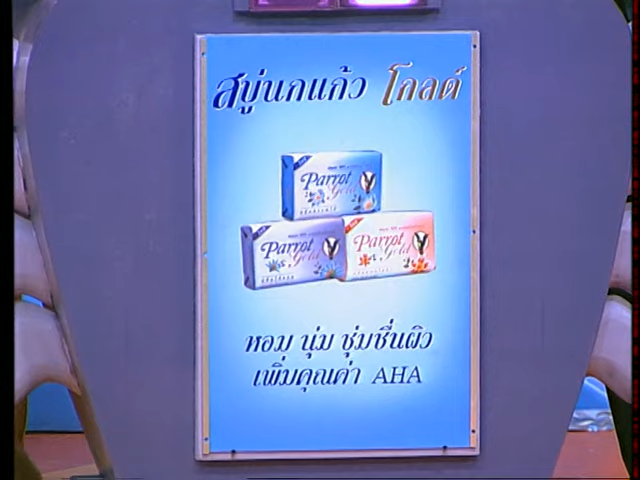 สบู่นกแก้ว โกลด์
Parrot
Gold
Parrot
Gold
Parrot
Gold
หอม นุ่ม ชุ่มชื่นผิว
เพิ่มคุณค่า AHA